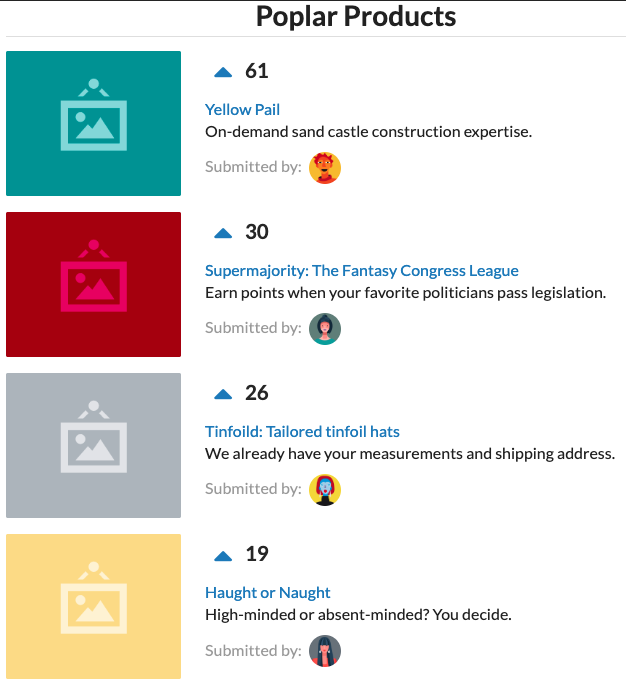 Poplar Products
61
Yellow Pail
On-demand sand castle construction expertise.
Submitted by:
30
Supermajority: The Fantasy Congress League
Earn points when your favorite politicians pass legislation.
Submitted by:
26
Tinfoild: Tailored tinfoil hats
We already have your measurements and shipping address.
Submitted by:
19
Haught or Naught
High-minded or absent-minded? You decide.
Submitted by: